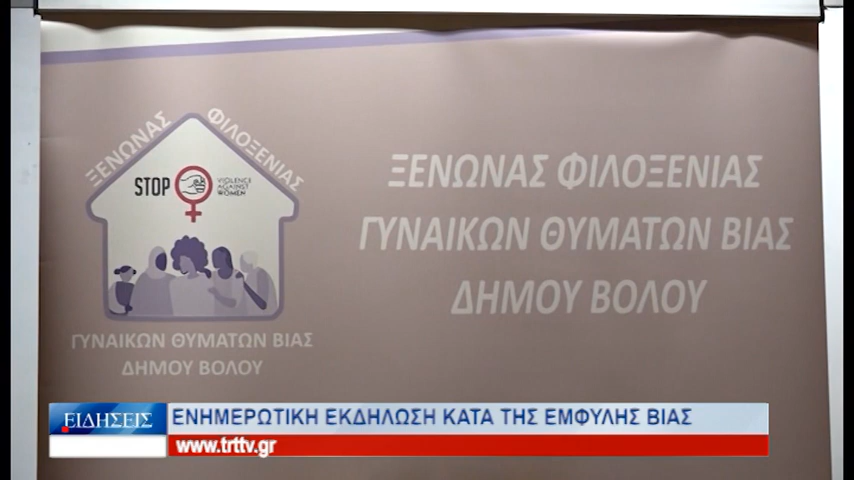 ΞΕΝΩΝΑΣ ΦΙΛΟΞΕΝΙΑΣ
STOP
VIOLENCE
AGAINST
WOMEN
ΓΥΝΑΙΚΩΝ ΘΥΜΑΤΩΝ ΒΙΑΣ
ΔΗΜΟΥ ΒΟΛΟΥ
ΞΕΝΩΝΑΣ ΦΙΛΟΞΕΝΙΑΣ
ΓΥΝΑΙΚΩΝ ΘΥΜΑΤΩΝ ΒΙΑΣ
ΔΗΜΟΥ ΒΟΛΟΥ
ΕΙΔΗΣΕΙΣ
ΕΝΗΜΕΡΩΤΙΚΗ ΕΚΔΗΛΩΣΗ ΚΑΤΑ ΤΗΣ ΕΜΦΥΛΗΣ ΒΙΑΣ
www.trttv.gr